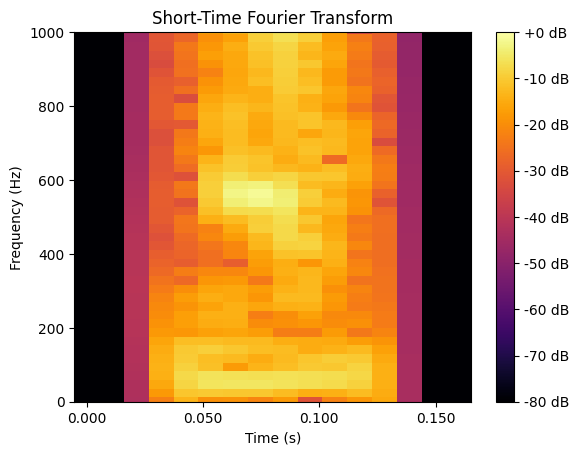 Short-Time Fourier Transform
1000
800
600
400
200
0
Frequency (Hz)
0.000
0.050
0.100
0.150
Time (s)
+0 dB
-10 dB
-20 dB
-30 dB
-40 dB
-50 dB
-60 dB
-70 dB
-80 dB